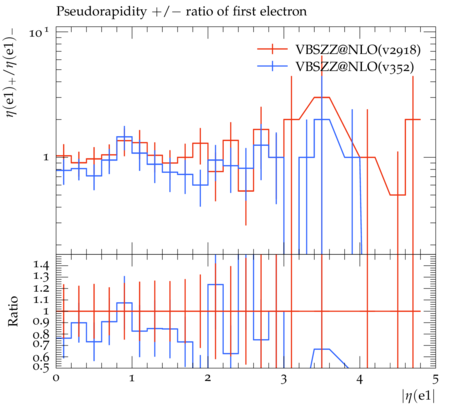 Pseudorapidity +/− ratio of first electron
10¹
η(e1)₊/η(e1)₋
VBSZZ@NLO(v2918)
VBSZZ@NLO(v352)
1
1.4
1.3
1.2
1.1
1
0.9
0.8
0.7
0.6
0.5
Ratio
0 1 2 3 4 5
|η(e1|